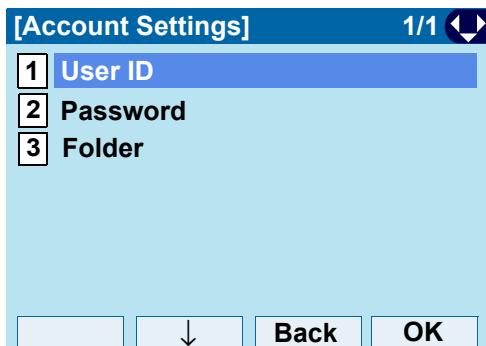 [Account Settings] 1/1
1 User ID
2 Password
3 Folder
↓ Back OK